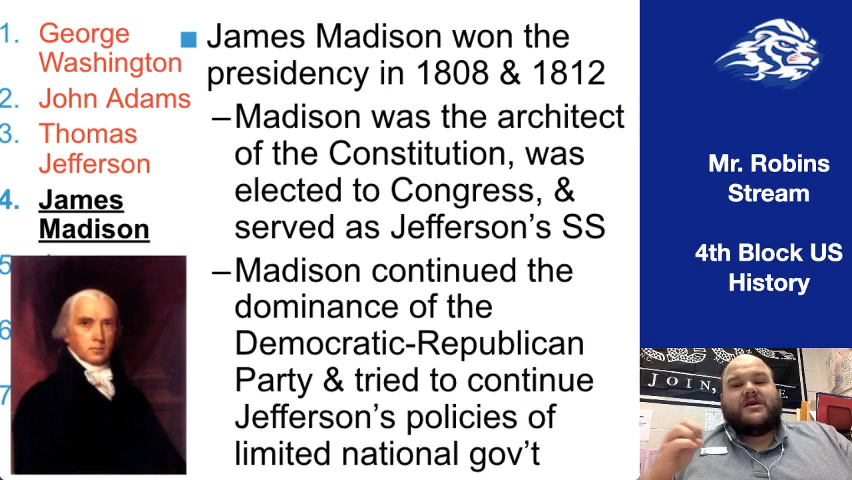 1. George
Washington
2. John Adams
3. Thomas
Jefferson
4. James
Madison
5
6
7
■ James Madison won the
presidency in 1808 & 1812
–Madison was the architect
of the Constitution, was
elected to Congress, &
served as Jefferson’s SS
–Madison continued the
dominance of the
Democratic-Republican
Party & tried to continue
Jefferson’s policies of
limited national gov’t
Mr. Robins
Stream
4th Block US
History
JOIN,